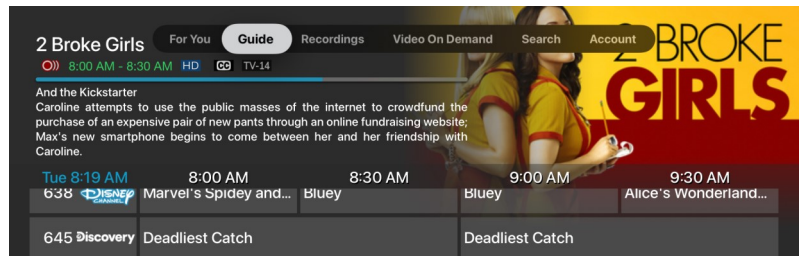 2 Broke Girls
For You Guide Recordings Video On Demand Search Account
8:00 AM - 8:30 AM HD CC TV-14
2 BROKE
GIRLS
And the Kickstarter
Caroline attempts to use the public masses of the internet to crowdfund the
purchase of an expensive pair of new pants through an online fundraising website;
Max's new smartphone begins to come between her and her friendship with
Caroline.
Tue 8:19 AM 8:00 AM 8:30 AM 9:00 AM 9:30 AM
638 Disney CHANNEL Marvel's Spidey and... Bluey Bluey Alice's Wonderland...
645 Discovery Deadliest Catch Deadliest Catch